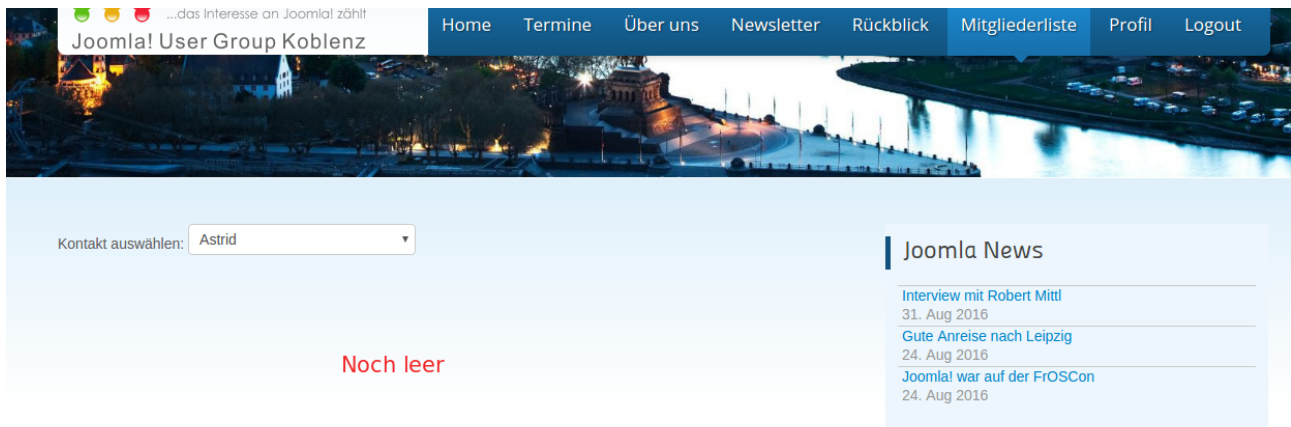 ...das Interesse an Joomla! zählt
Joomla! User Group Koblenz
Home Termine Über uns Newsletter Rückblick Mitgliederliste Profil Logout
Kontakt auswählen: Astrid
Noch leer
Joomla News
Interview mit Robert Mittl
31. Aug 2016
Gute Anreise nach Leipzig
24. Aug 2016
Joomla! war auf der FrOSCon
24. Aug 2016